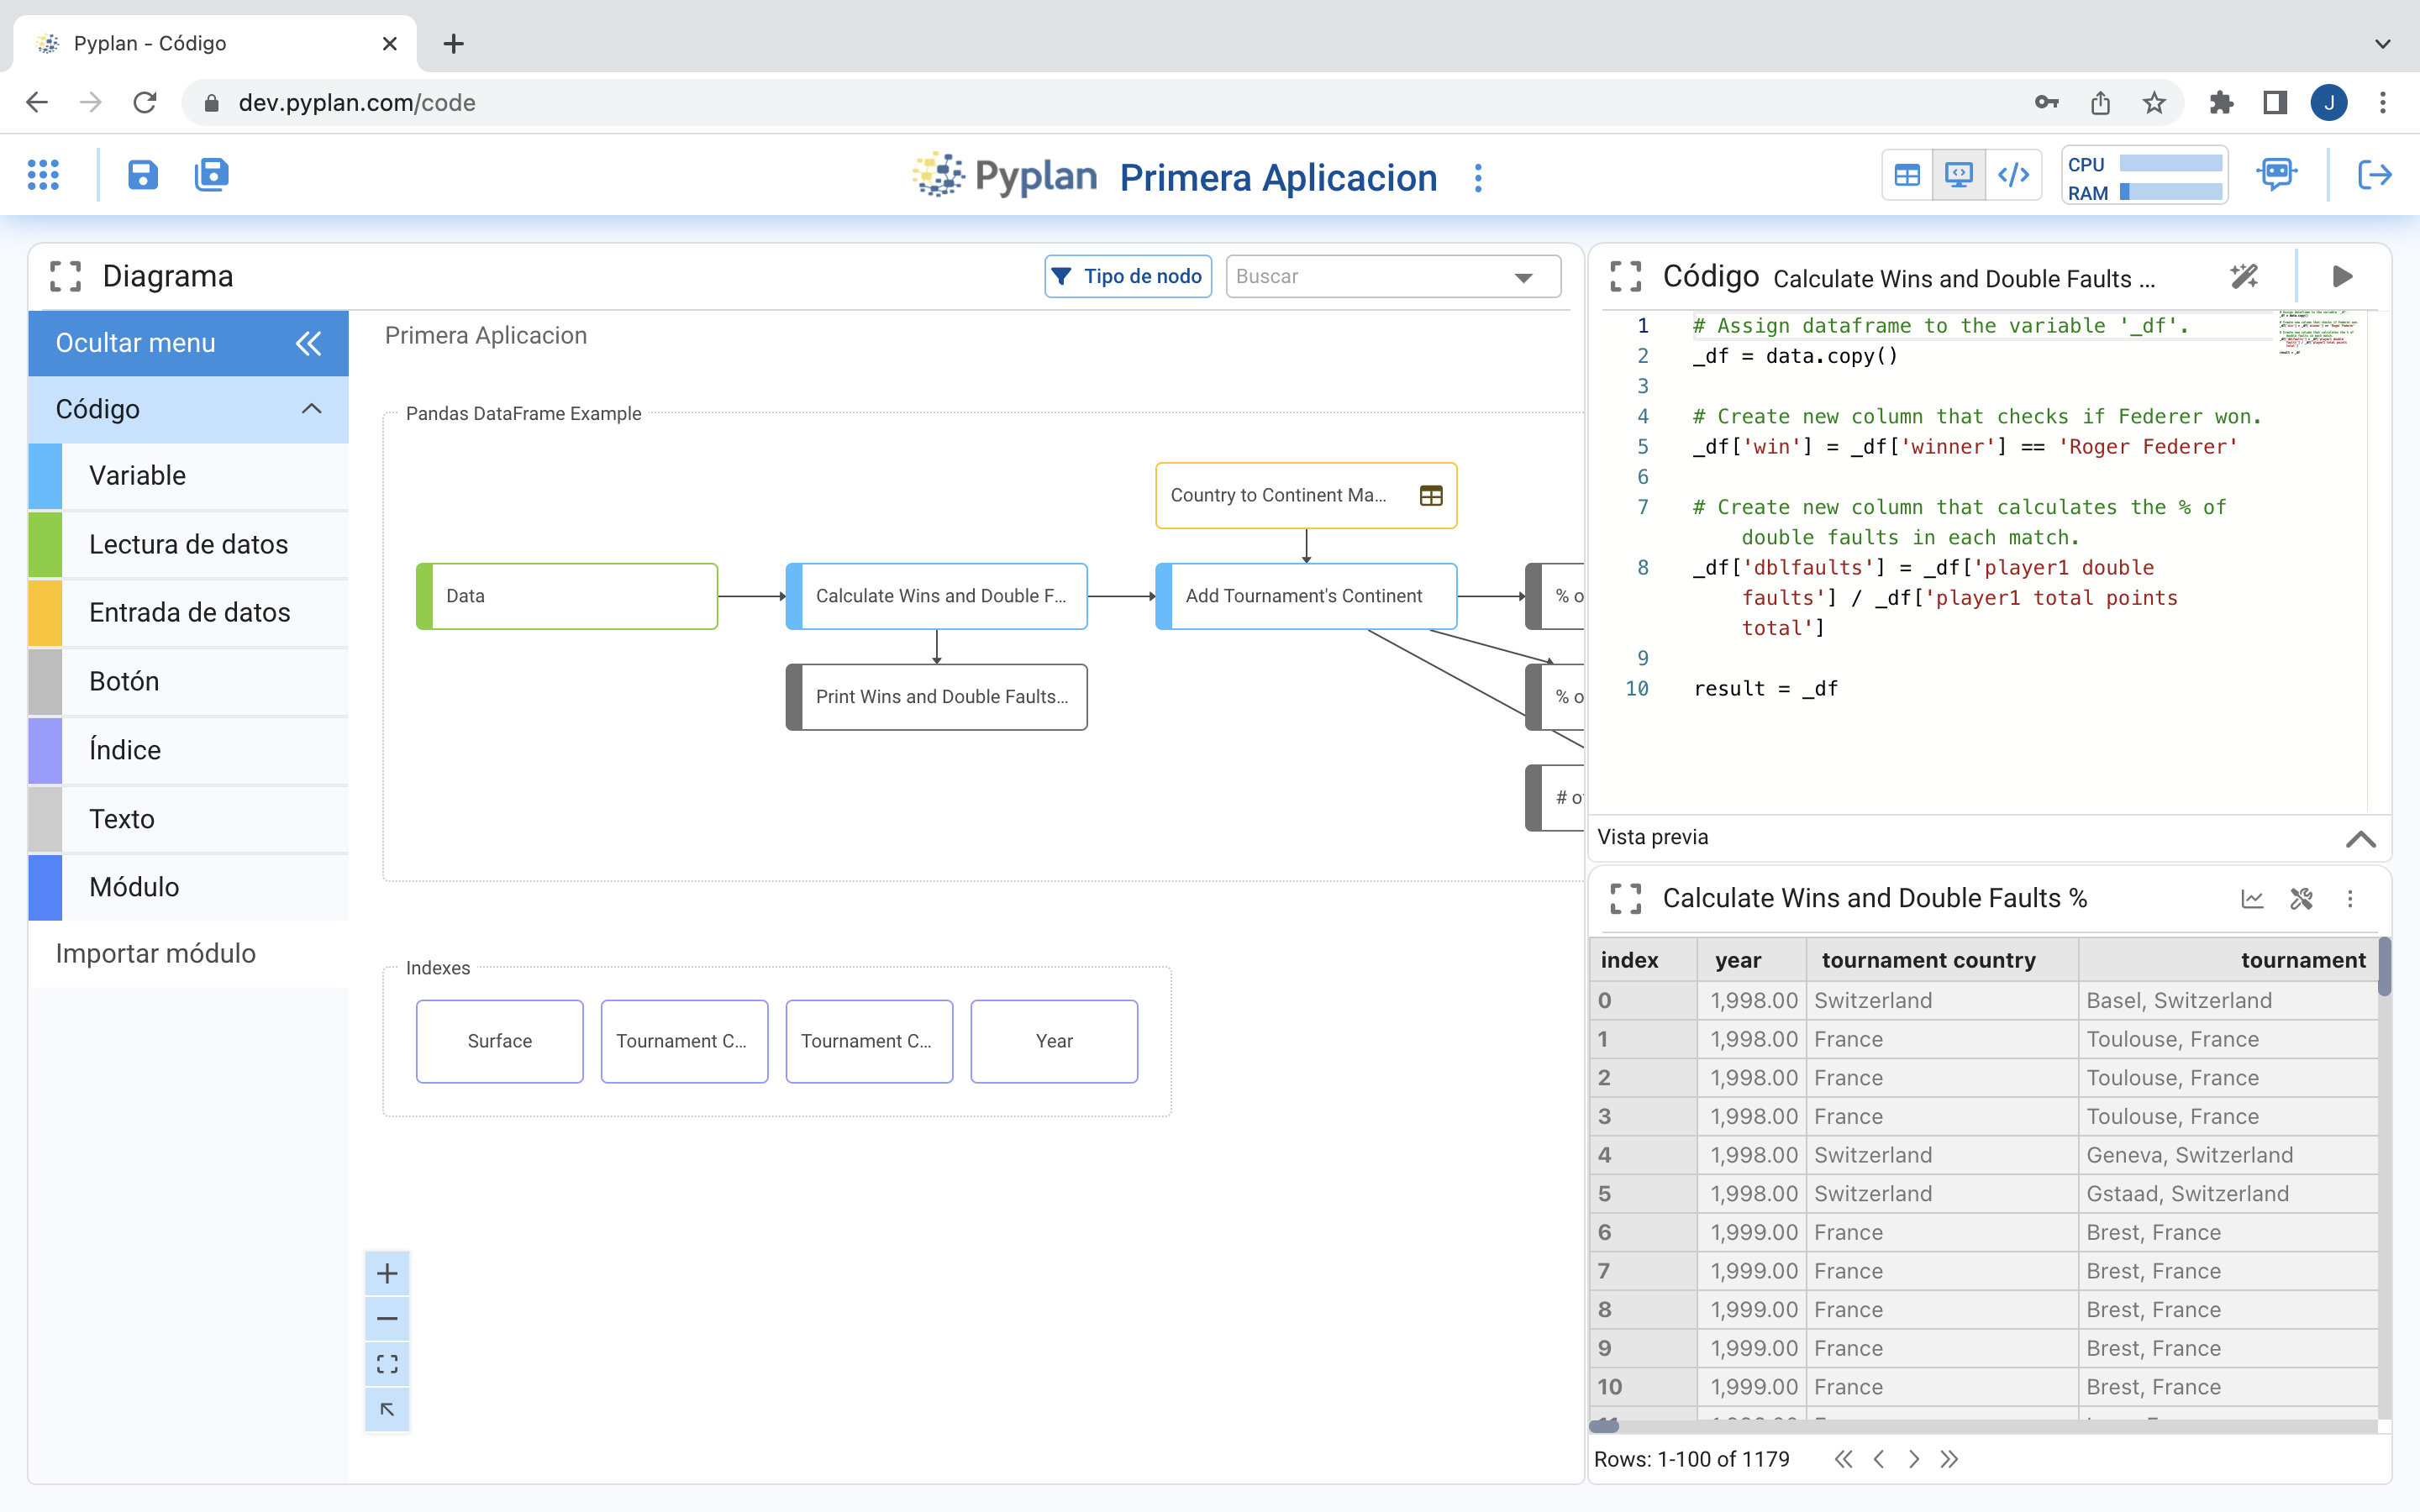 Pyplan - Código
dev.pyplan.com/code
Pyplan Primera Aplicacion
CPU
RAM
Diagrama
Tipo de nodo
Buscar
Ocultar menu
Código
Variable
Lectura de datos
Entrada de datos
Botón
Índice
Texto
Módulo
Importar módulo
Primera Aplicacion
Pandas DataFrame Example
Country to Continent Ma...
Data
Calculate Wins and Double F...
Add Tournament's Continent
% o
Print Wins and Double Faults...
% o
# o
Indexes
Surface
Tournament C...
Tournament C...
Year
Código Calculate Wins and Double Faults ...
1 # Assign dataframe to the variable '_df'.
2 _df = data.copy()
3
4 # Create new column that checks if Federer won.
5 _df['win'] = _df['winner'] == 'Roger Federer'
6
7 # Create new column that calculates the % of
double faults in each match.
8 _df['dblfaults'] = _df['player1 double
faults'] / _df['player1 total points
total']
9
10 result = _df
Vista previa
Calculate Wins and Double Faults %
index year tournament country tournament
0 1,998.00 Switzerland Basel, Switzerland
1 1,998.00 France Toulouse, France
2 1,998.00 France Toulouse, France
3 1,998.00 France Toulouse, France
4 1,998.00 Switzerland Geneva, Switzerland
5 1,998.00 Switzerland Gstaad, Switzerland
6 1,999.00 France Brest, France
7 1,999.00 France Brest, France
8 1,999.00 France Brest, France
9 1,999.00 France Brest, France
10 1,999.00 France Brest, France
Rows: 1-100 of 1179
J